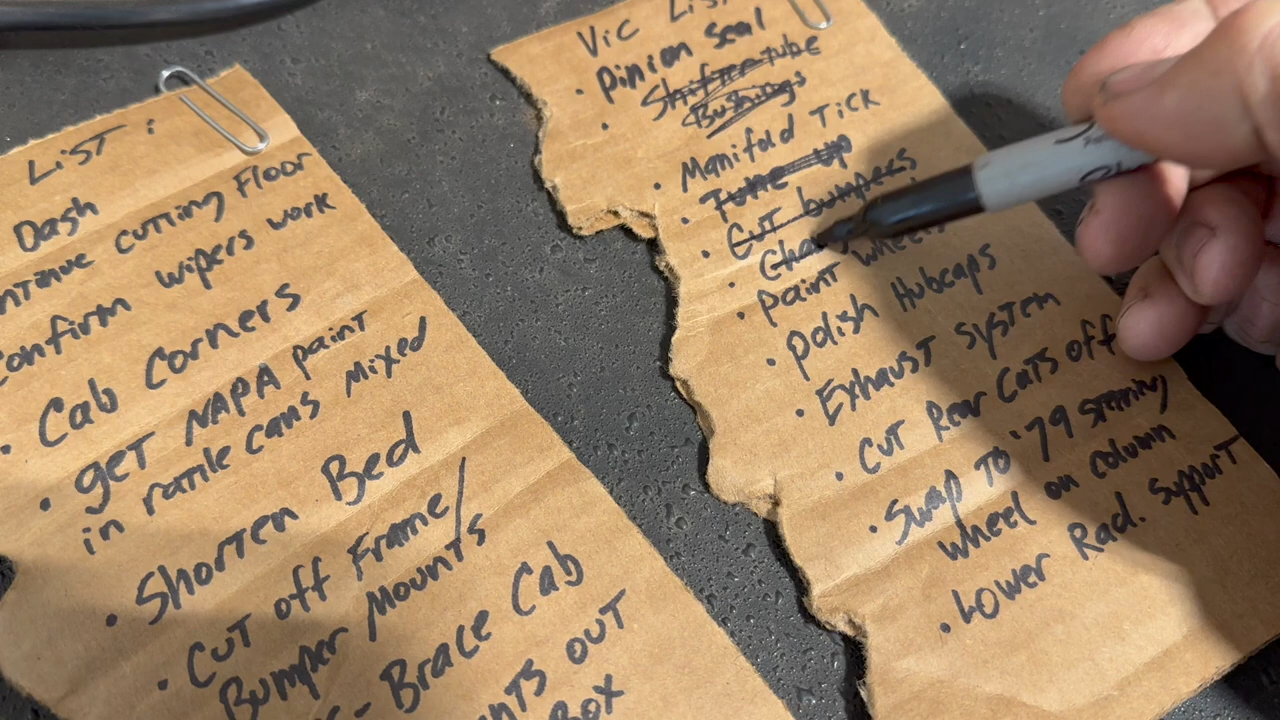 LiST :
Dash
cutting Floor
Confirm wipers work
• Cab Corners
• get NAPA paint
in rattle cans Mixed
• Shorten Bed
• Cut off Frame/
Bumper Mounts
- Brace Cab
out
Box
Vic List
• Pinion Seal
• Shifter tube
Bushings
• Manifold Tick
• Tune up
• Cut bumpers
• paint wheels
• polish Hubcaps
• Exhaust System
• Cut Rear Cats off
• Swap to '79 steering
wheel on column
• Lower Rad. Support